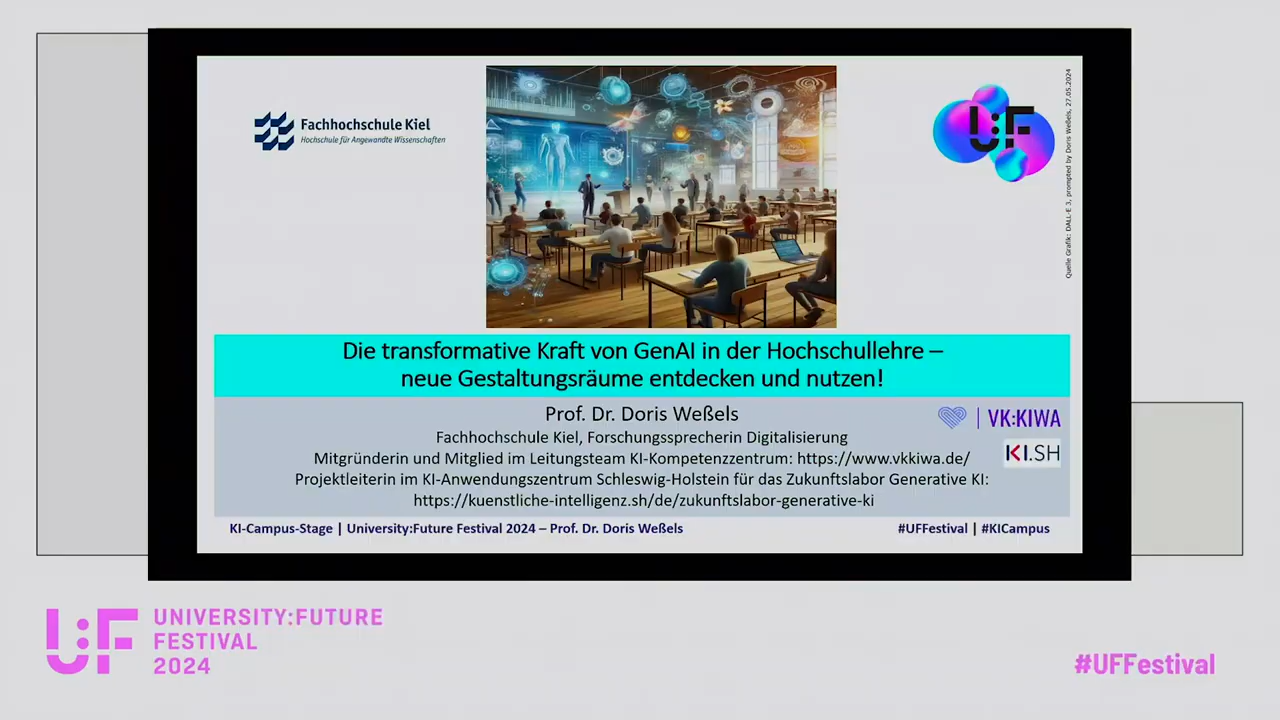 Fachhochschule Kiel
Hochschule für Angewandte Wissenschaften
U:F
Quelle Grafik: DALL-E 3, prompted by Doris Weßels, 27.05.2024
Die transformative Kraft von GenAI in der Hochschullehre –
neue Gestaltungsräume entdecken und nutzen!
Prof. Dr. Doris Weßels
Fachhochschule Kiel, Forschungssprecherin Digitalisierung
Mitgründerin und Mitglied im Leitungsteam KI-Kompetenzzentrum: https://www.vkkiwa.de/
Projektleiterin im KI-Anwendungszentrum Schleswig-Holstein für das Zukunftslabor Generative KI:
https://kuenstliche-intelligenz.sh/de/zukunftslabor-generative-ki
VK:KIWA
KI.SH
KI-Campus-Stage | University:Future Festival 2024 – Prof. Dr. Doris Weßels
#UFFestival | #KICampus
U:F
UNIVERSITY:FUTURE
FESTIVAL
2024
#UFFestival